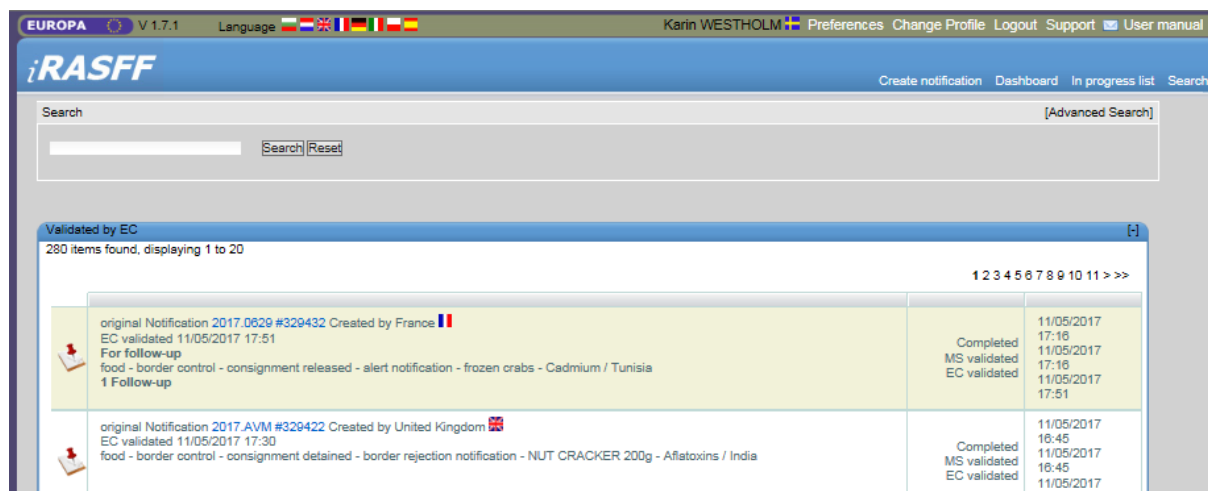 EUROPA V 1.7.1 Language Karin WESTHOLM Preferences Change Profile Logout Support User manual
iRASFF
Create notification Dashboard In progress list Search
Search [Advanced Search]
Search Reset
Validated by EC [-]
280 items found, displaying 1 to 20
1 2 3 4 5 6 7 8 9 10 11 > >>
original Notification 2017.0629 #329432 Created by France
EC validated 11/05/2017 17:51
For follow-up
food - border control - consignment released - alert notification - frozen crabs - Cadmium / Tunisia
1 Follow-up
Completed
MS validated
EC validated
11/05/2017
17:16
11/05/2017
17:16
11/05/2017
17:51
original Notification 2017.AVM #329422 Created by United Kingdom
EC validated 11/05/2017 17:30
food - border control - consignment detained - border rejection notification - NUT CRACKER 200g - Aflatoxins / India
Completed
MS validated
EC validated
11/05/2017
16:45
11/05/2017
16:45
11/05/2017